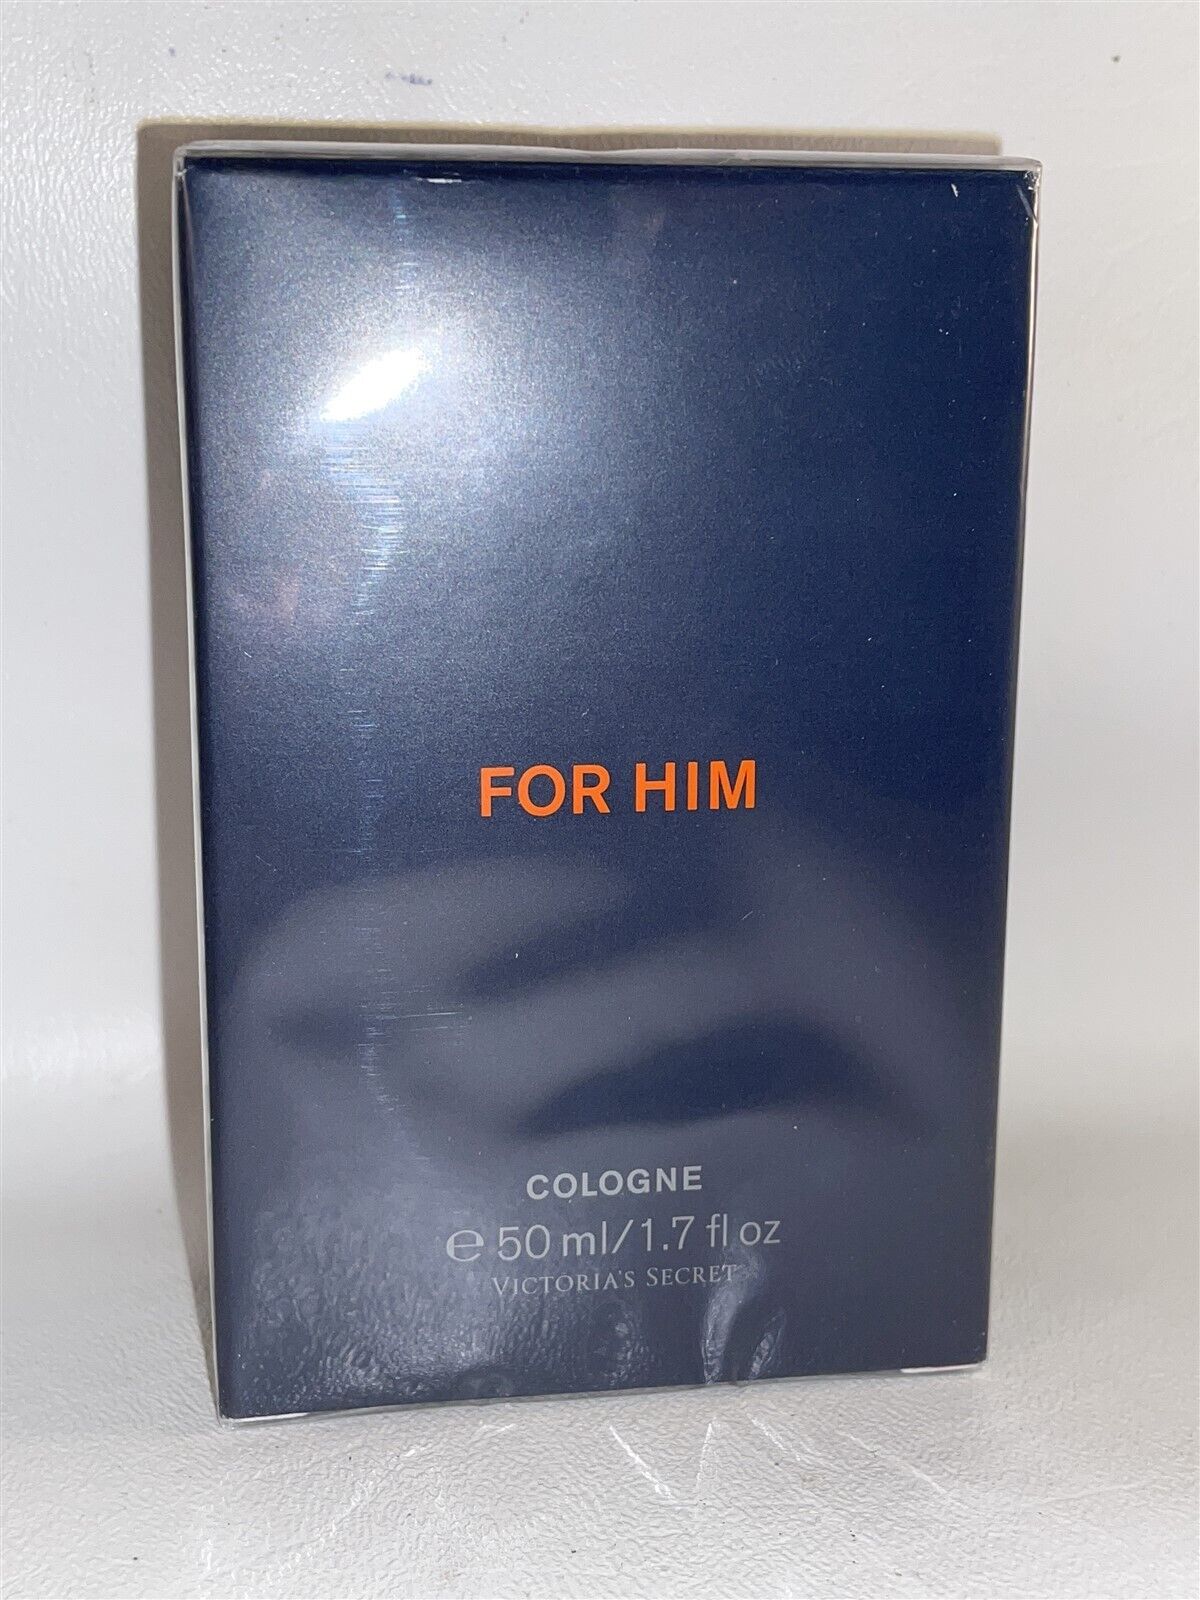 FOR HIM
COLOGNE
℮ 50 ml/1.7 fl oz
VICTORIA'S SECRET